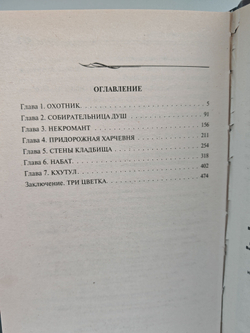 ОГЛАВЛЕНИЕ
Глава 1. ОХОТНИК. 5
Глава 2. СОБИРАТЕЛЬНИЦА ДУШ 91
Глава 3. НЕКРОМАНТ 156
Глава 4. ПРИДОРОЖНАЯ ХАРЧЕВНЯ 211
Глава 5. СТЕНЫ КЛАДБИЩА 254
Глава 6. НАБАТ 318
Глава 7. КХУТУЛ 402
Заключение. ТРИ ЦВЕТКА 474